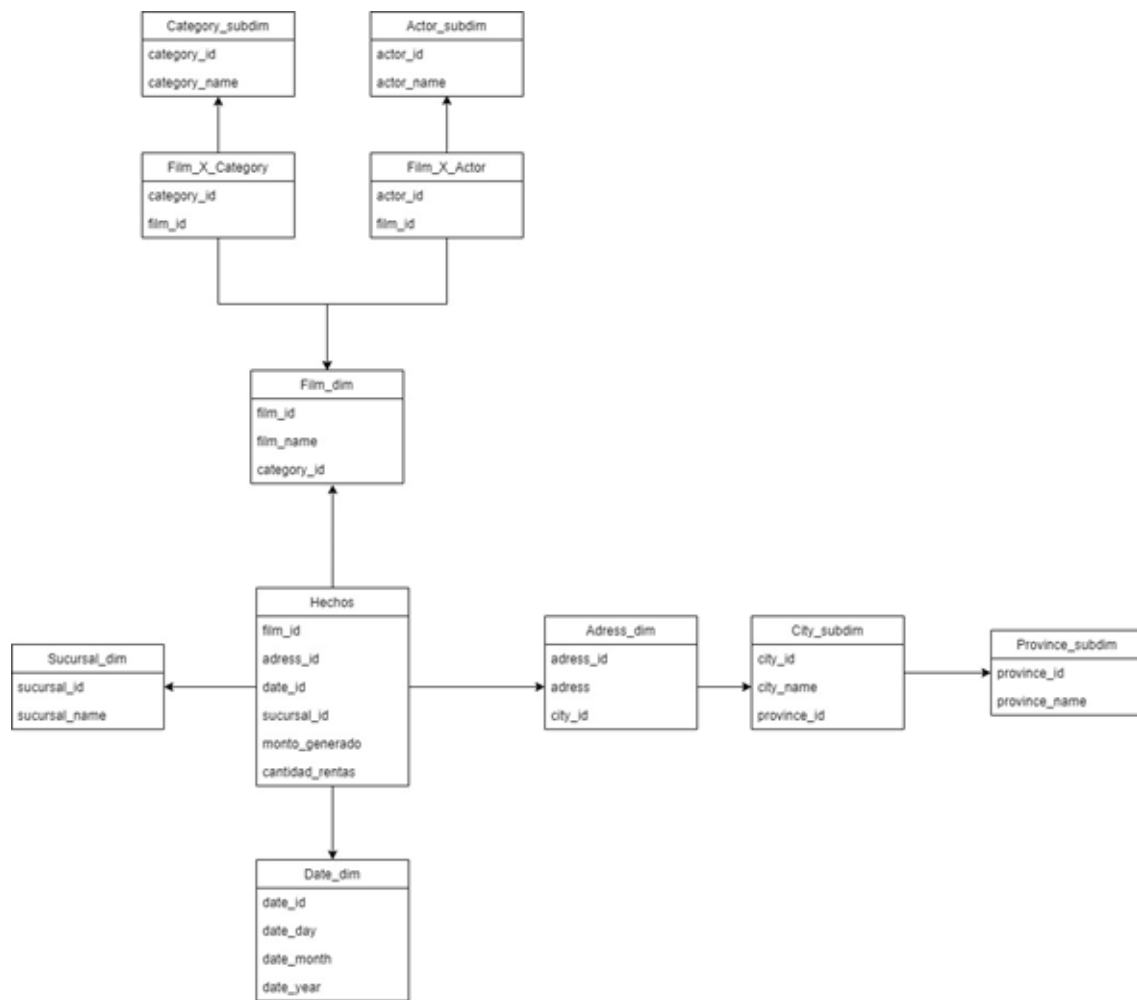 Category_subdim
category_id
category_name
Actor_subdim
actor_id
actor_name
Film_X_Category
category_id
film_id
Film_X_Actor
actor_id
film_id
Film_dim
film_id
film_name
category_id
Hechos
film_id
adress_id
date_id
sucursal_id
monto_generado
cantidad_rentas
Sucursal_dim
sucursal_id
sucursal_name
Adress_dim
adress_id
adress
city_id
City_subdim
city_id
city_name
province_id
Province_subdim
province_id
province_name
Date_dim
date_id
date_day
date_month
date_year